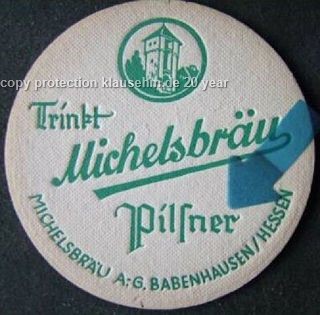 copy protection klausehm.de 20 year
Trinkt
Michelsbräu
Pilſner
MICHELSBRÄU A.-G. BABENHAUSEN/HESSEN